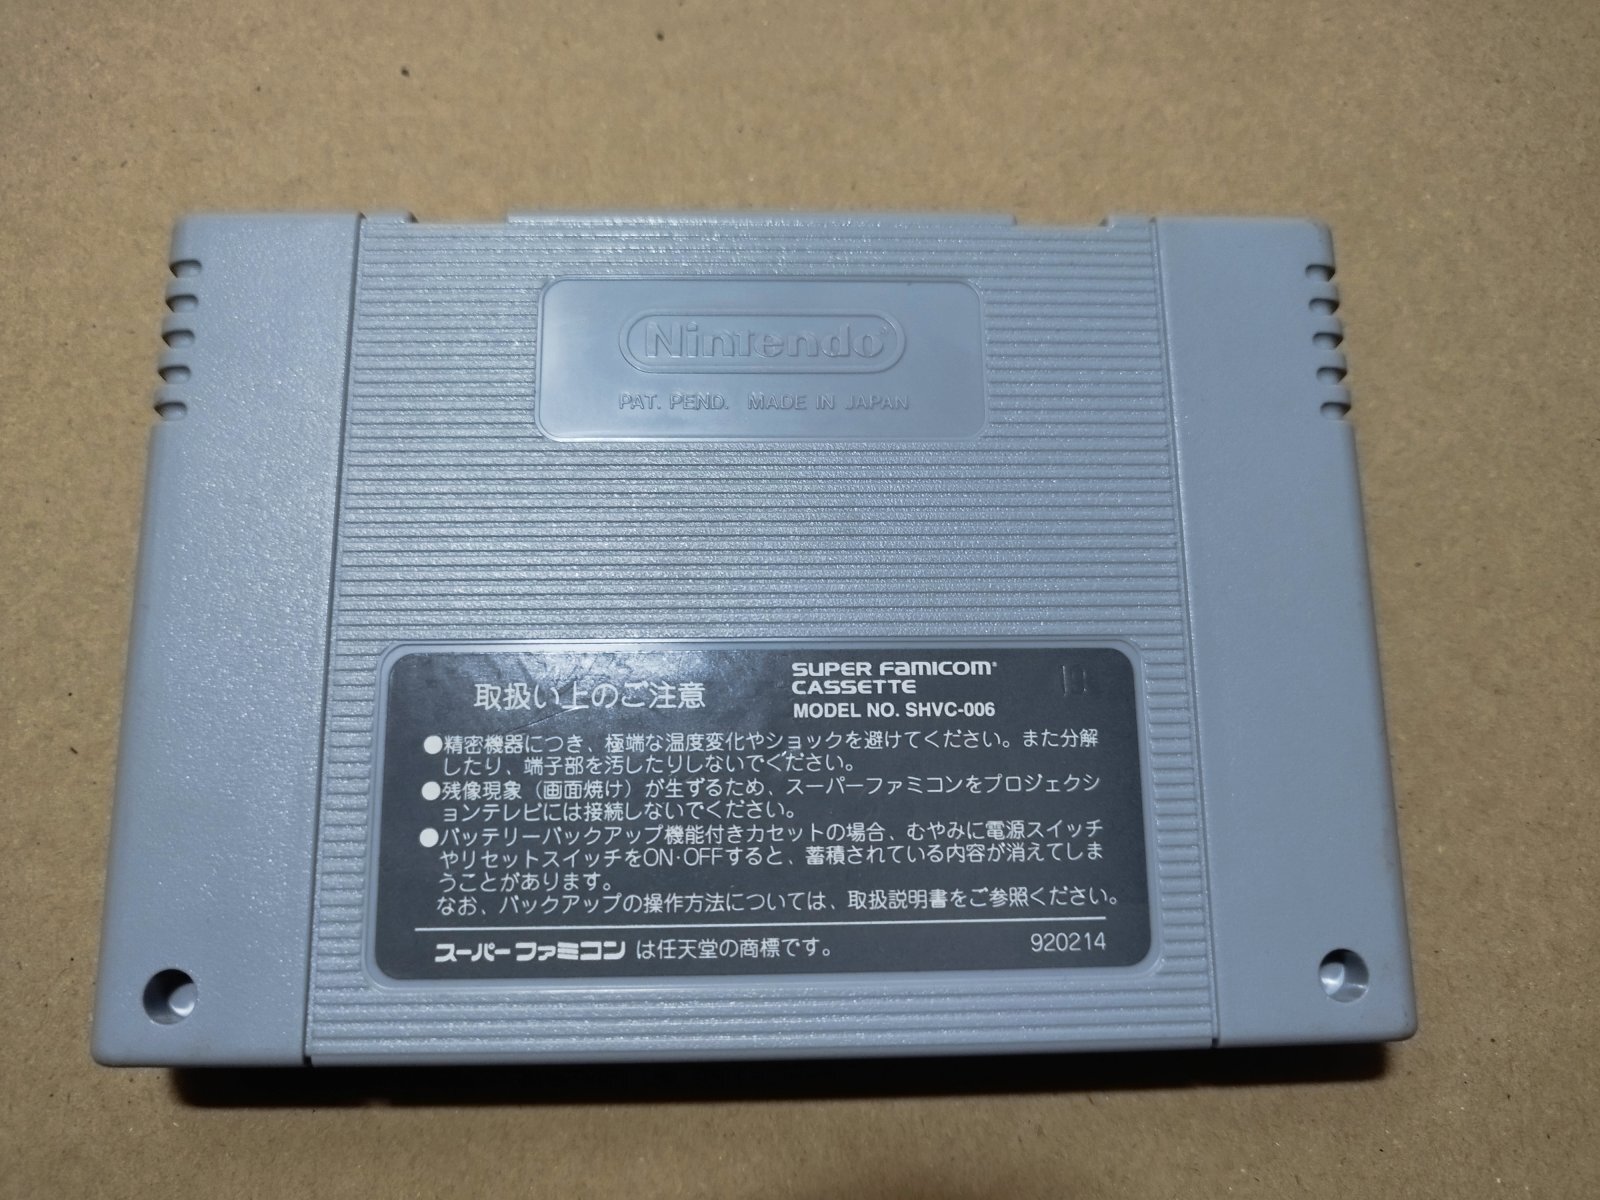 Nintendo®
PAT. PEND. MADE IN JAPAN
取扱い上のご注意
SUPER FAMICOM®
CASSETTE
MODEL NO. SHVC-006
●精密機器につき、極端な温度変化やショックを避けてください。また分解
したり、端子部を汚したりしないでください。
●残像現象（画面焼け）が生ずるため、スーパーファミコンをプロジェクシ
ョンテレビには接続しないでください。
●バッテリーバックアップ機能付きカセットの場合、むやみに電源スイッチ
やリセットスイッチをON·OFFすると、蓄積されている内容が消えてしま
うことがあります。
なお、バックアップの操作方法については、取扱説明書をご参照ください。
スーパーファミコン は任天堂の商標です。
920214